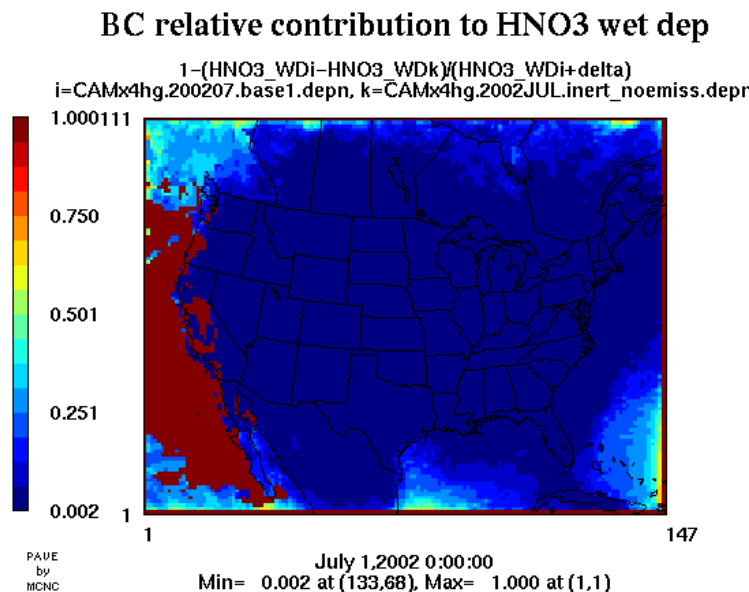 BC relative contribution to HNO3 wet dep
1-(HNO3_WDi-HNO3_WDk)/(HNO3_WDi+delta)
i=CAMx4hg.200207.base1.depn, k=CAMx4hg.2002JUL.inert_noemiss.depn
1.000
0.750
0.501
0.251
0.002
111
1
1
147
PAVE
by
MCNC
July 1,2002 0:00:00
Min= 0.002 at (133,68), Max= 1.000 at (1,1)